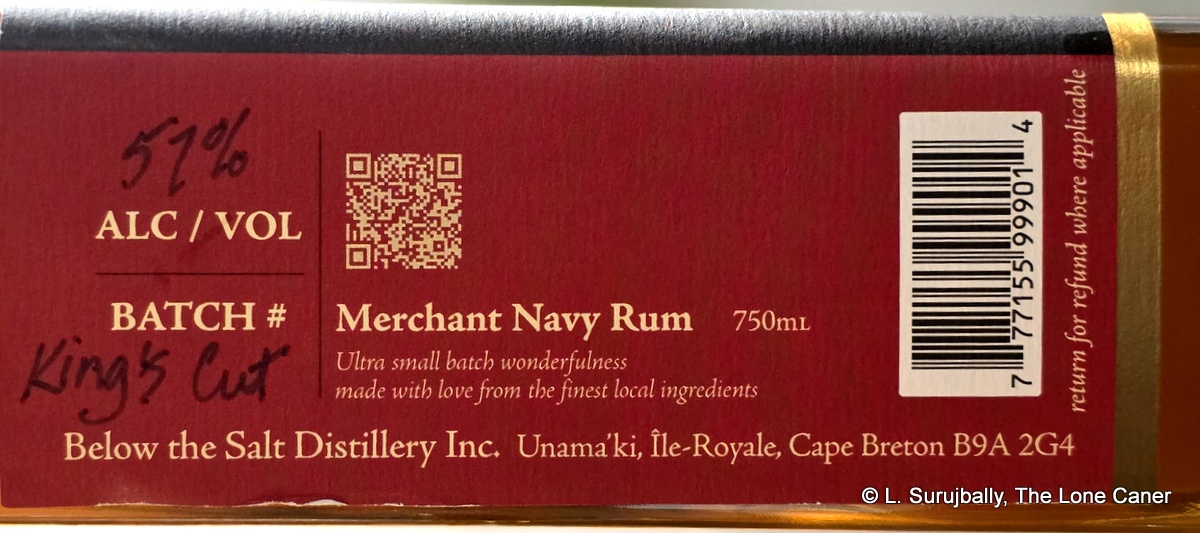 57%
ALC / VOL
BATCH #
King's Cut
Merchant Navy Rum 750mL
Ultra small batch wonderfulness
made with love from the finest local ingredients
Below the Salt Distillery Inc. Unama'ki, Île-Royale, Cape Breton B9A 2G4
7 77155 99901 4
return for refund where applicable
© L. Surujbally, The Lone Caner